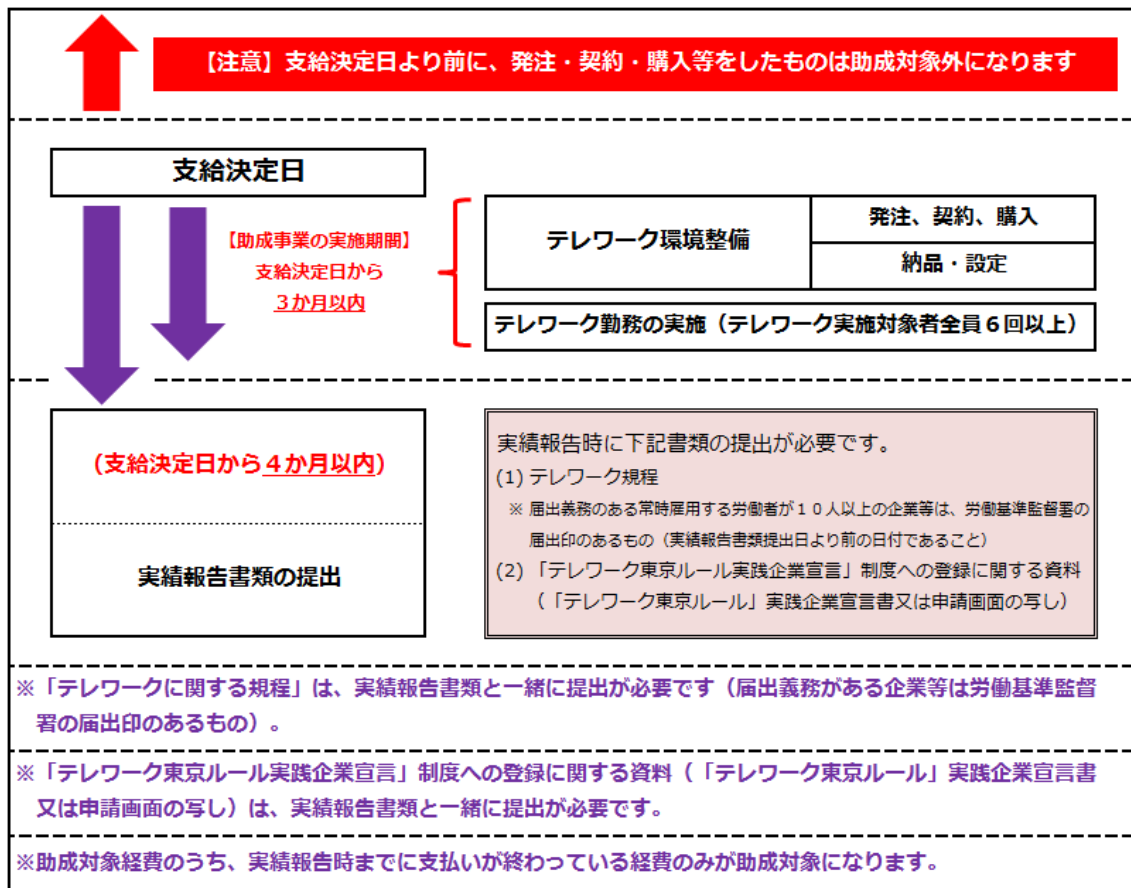 【注意】支給決定日より前に、発注・契約・購入等をしたものは助成対象外になります
支給決定日
【助成事業の実施期間】
支給決定日から
３か月以内
テレワーク環境整備
発注、契約、購入
納品・設定
テレワーク勤務の実施（テレワーク実施対象者全員６回以上）
（支給決定日から４か月以内）
実績報告書類の提出
実績報告時に下記書類の提出が必要です。
(1) テレワーク規程
※ 届出義務のある常時雇用する労働者が１０人以上の企業等は、労働基準監督署の
届出印のあるもの（実績報告書類提出日より前の日付であること）
(2) 「テレワーク東京ルール実践企業宣言」制度への登録に関する資料
（「テレワーク東京ルール」実践企業宣言書又は申請画面の写し）
※「テレワークに関する規程」は、実績報告書類と一緒に提出が必要です（届出義務がある企業等は労働基準監督
署の届出印のあるもの）。
※「テレワーク東京ルール実践企業宣言」制度への登録に関する資料（「テレワーク東京ルール」実践企業宣言書
又は申請画面の写し）は、実績報告書類と一緒に提出が必要です。
※助成対象経費のうち、実績報告時までに支払いが終わっている経費のみが助成対象になります。